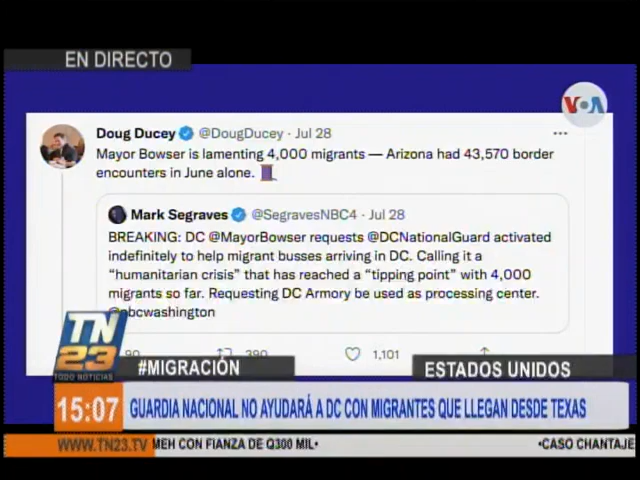 EN DIRECTO
VOA
Doug Ducey @DougDucey · Jul 28
Mayor Bowser is lamenting 4,000 migrants — Arizona had 43,570 border
encounters in June alone.
Mark Segraves @SegravesNBC4 · Jul 28
BREAKING: DC @MayorBowser requests @DCNationalGuard activated
indefinitely to help migrant busses arriving in DC. Calling it a
“humanitarian crisis” that has reached a “tipping point” with 4,000
migrants so far. Requesting DC Armory be used as processing center.
@nbcwashington
390 1,101
TN
23
TODO NOTICIAS
#MIGRACIÓN
ESTADOS UNIDOS
15:07 GUARDIA NACIONAL NO AYUDARÁ A DC CON MIGRANTES QUE LLEGAN DESDE TEXAS
WWW.TN23.TV MEH CON FIANZA DE Q300 MIL• •CASO CHANTAJE